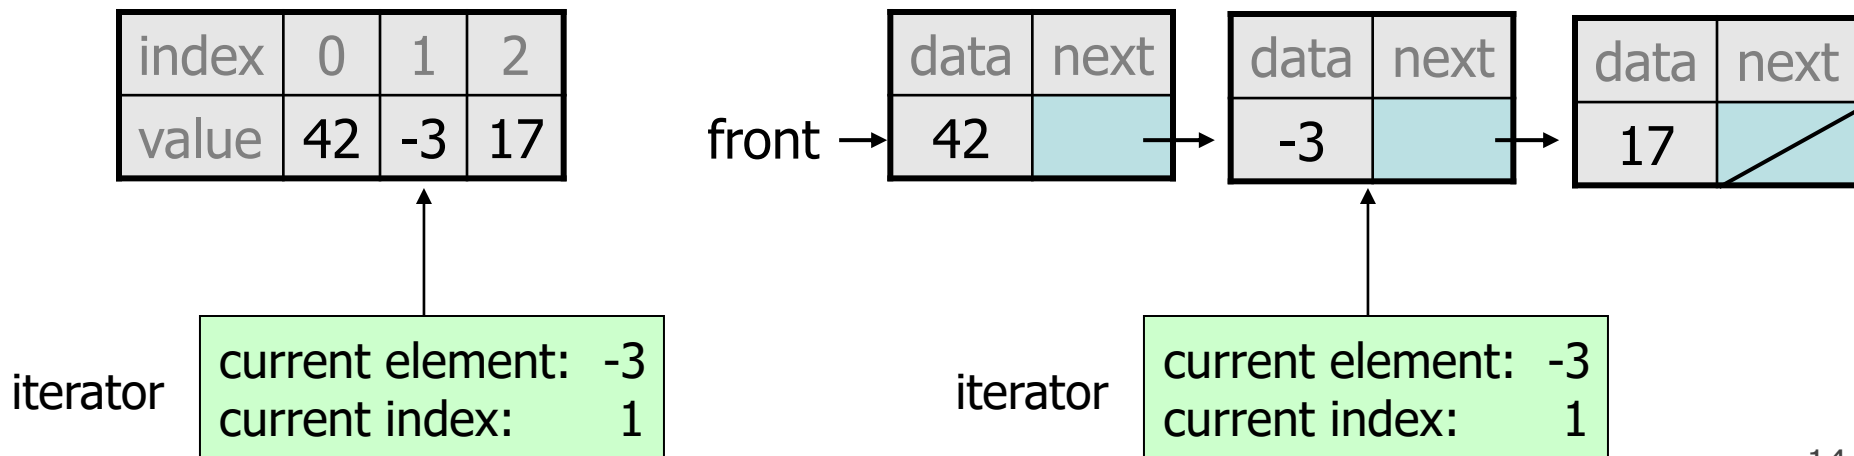 index 0 1 2
value 42 -3 17
front
data next
42
data next
-3
data next
17
iterator
current element: -3
current index: 1
iterator
current element: -3
current index: 1